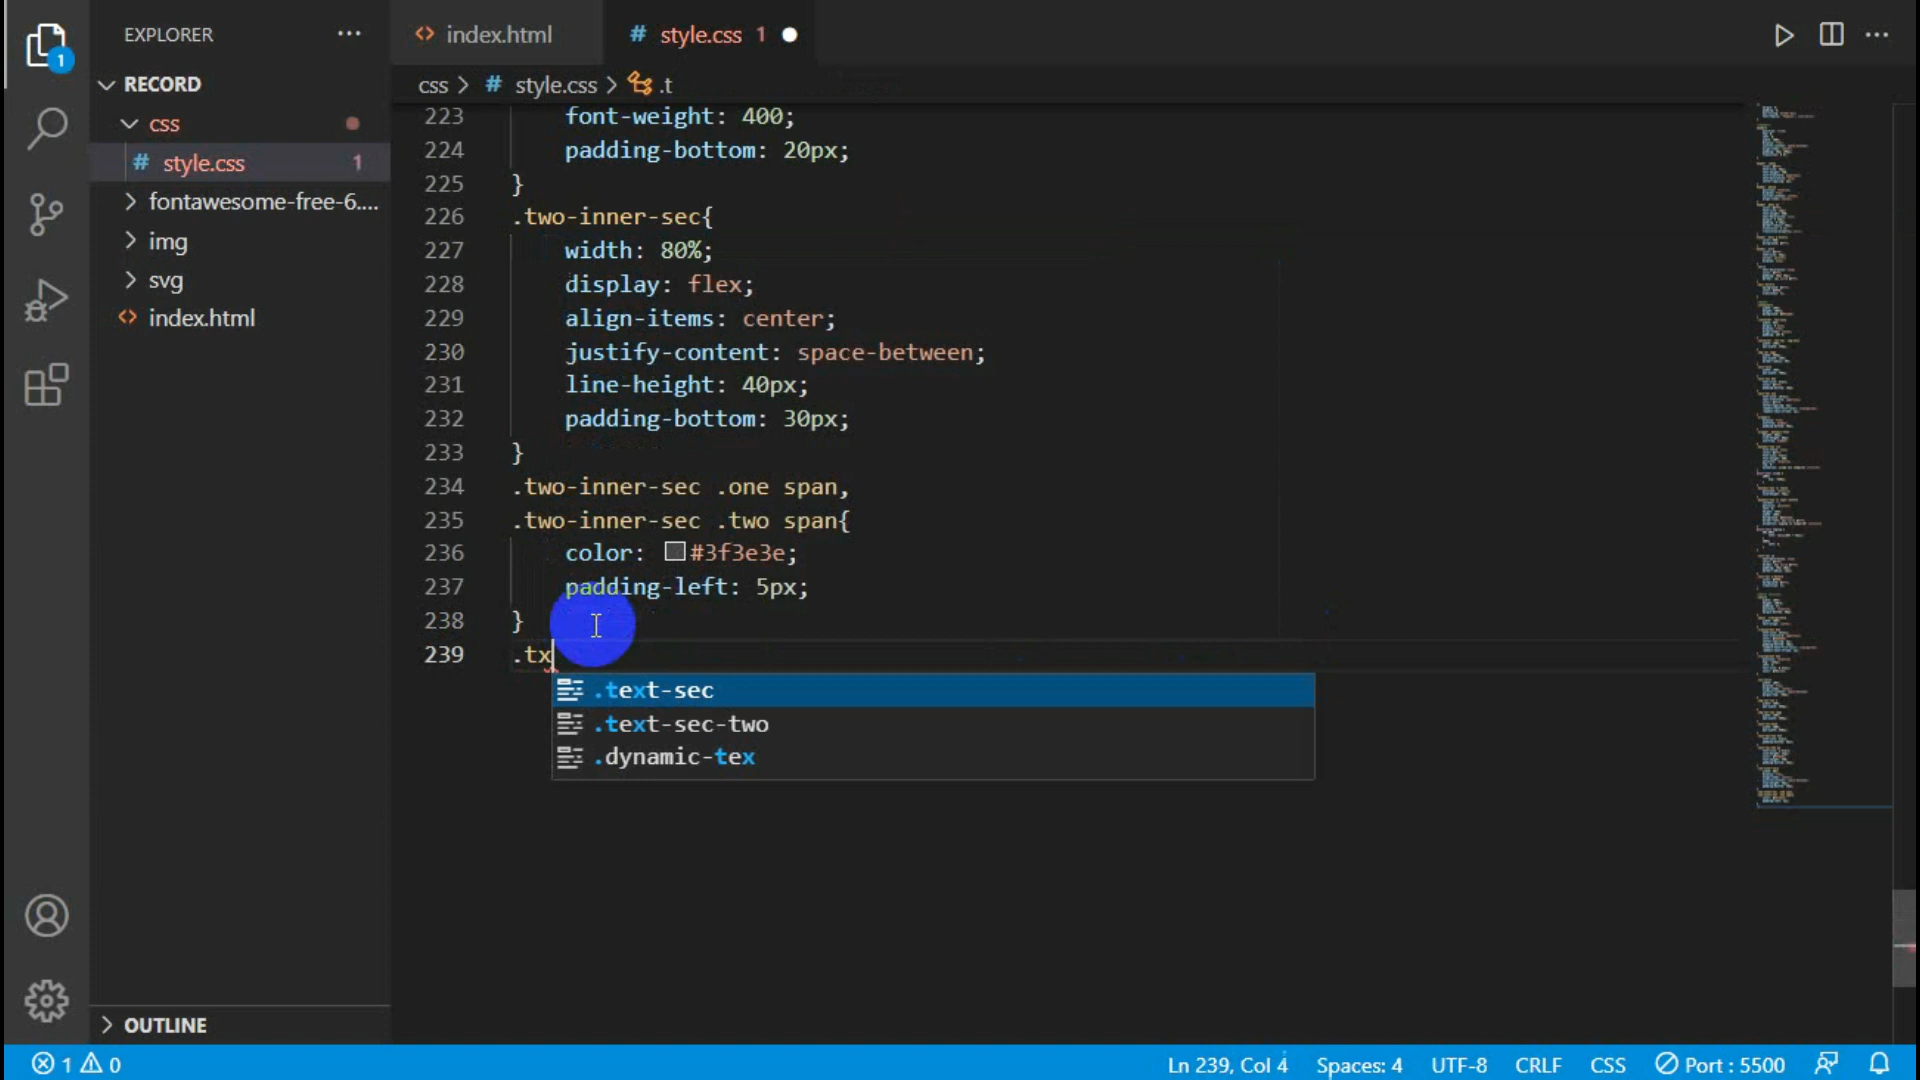 EXPLORER
RECORD
css
style.css 1
fontawesome-free-6....
img
svg
index.html
OUTLINE
1
index.html
style.css 1
css > style.css > .t
223 font-weight: 400;
224 padding-bottom: 20px;
225 }
226 .two-inner-sec{
227 width: 80%;
228 display: flex;
229 align-items: center;
230 justify-content: space-between;
231 line-height: 40px;
232 padding-bottom: 30px;
233 }
234 .two-inner-sec .one span,
235 .two-inner-sec .two span{
236 color: #3f3e3e;
237 padding-left: 5px;
238 }
239 .tx
.text-sec
.text-sec-two
.dynamic-tex
1 0
Ln 239, Col 4 Spaces: 4 UTF-8 CRLF CSS Port : 5500